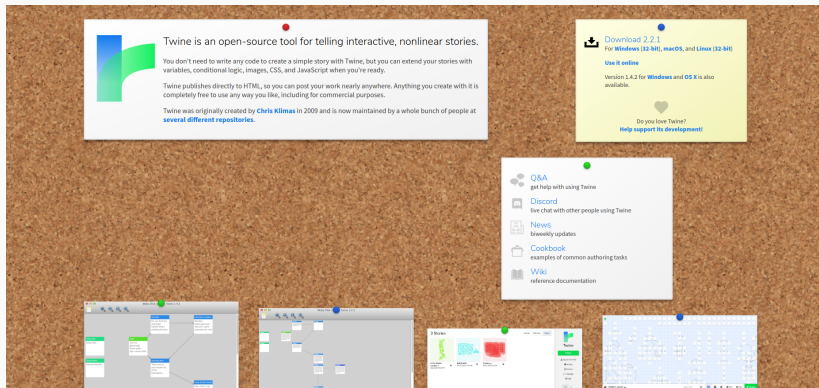 Twine is an open-source tool for telling interactive, nonlinear stories.
You don't need to write any code to create a simple story with Twine, but you can extend your stories with
variables, conditional logic, images, CSS, and JavaScript when you're ready.
Twine publishes directly to HTML, so you can post your work nearly anywhere. Anything you create with it is
completely free to use any way you like, including for commercial purposes.
Twine was originally created by Chris Klimas in 2009 and is now maintained by a whole bunch of people at
several different repositories.
Download 2.2.1
For Windows (32-bit), macOS, and Linux (32-bit)
Use it online
Version 1.4.2 for Windows and OS X is also
available.
Do you love Twine?
Help support its development!
Q&A
get help with using Twine
Discord
live chat with other people using Twine
News
biweekly updates
Cookbook
examples of common authoring tasks
Wiki
reference documentation
3 Stories
Twine